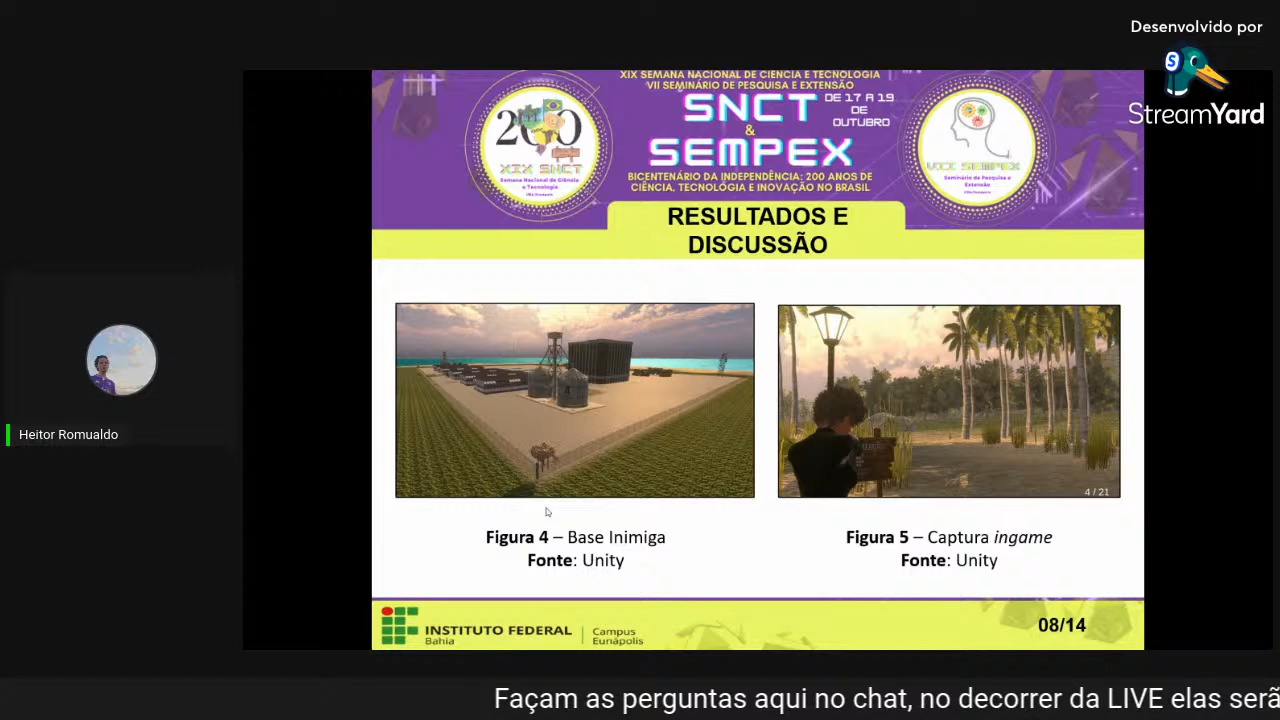 Desenvolvido por
StreamYard
XIX SEMANA NACIONAL DE CIÊNCIA E TECNOLOGIA
VII SEMINÁRIO DE PESQUISA E EXTENSÃO
SNCT
DE 17 A 19
DE
OUTUBRO
&
SEMPEX
BICENTENÁRIO DA INDEPENDÊNCIA: 200 ANOS DE
CIÊNCIA, TECNOLOGIA E INOVAÇÃO NO BRASIL
200
XIX SNCT
Semana Nacional de Ciência
e Tecnologia
VII SEMPEX
Seminário de Pesquisa e
Extensão
RESULTADOS E
DISCUSSÃO
4 / 21
Figura 4 – Base Inimiga
Fonte: Unity
Figura 5 – Captura ingame
Fonte: Unity
Heitor Romualdo
INSTITUTO FEDERAL
Bahia
Campus
Eunápolis
08/14
Façam as perguntas aqui no chat, no decorrer da LIVE elas serã